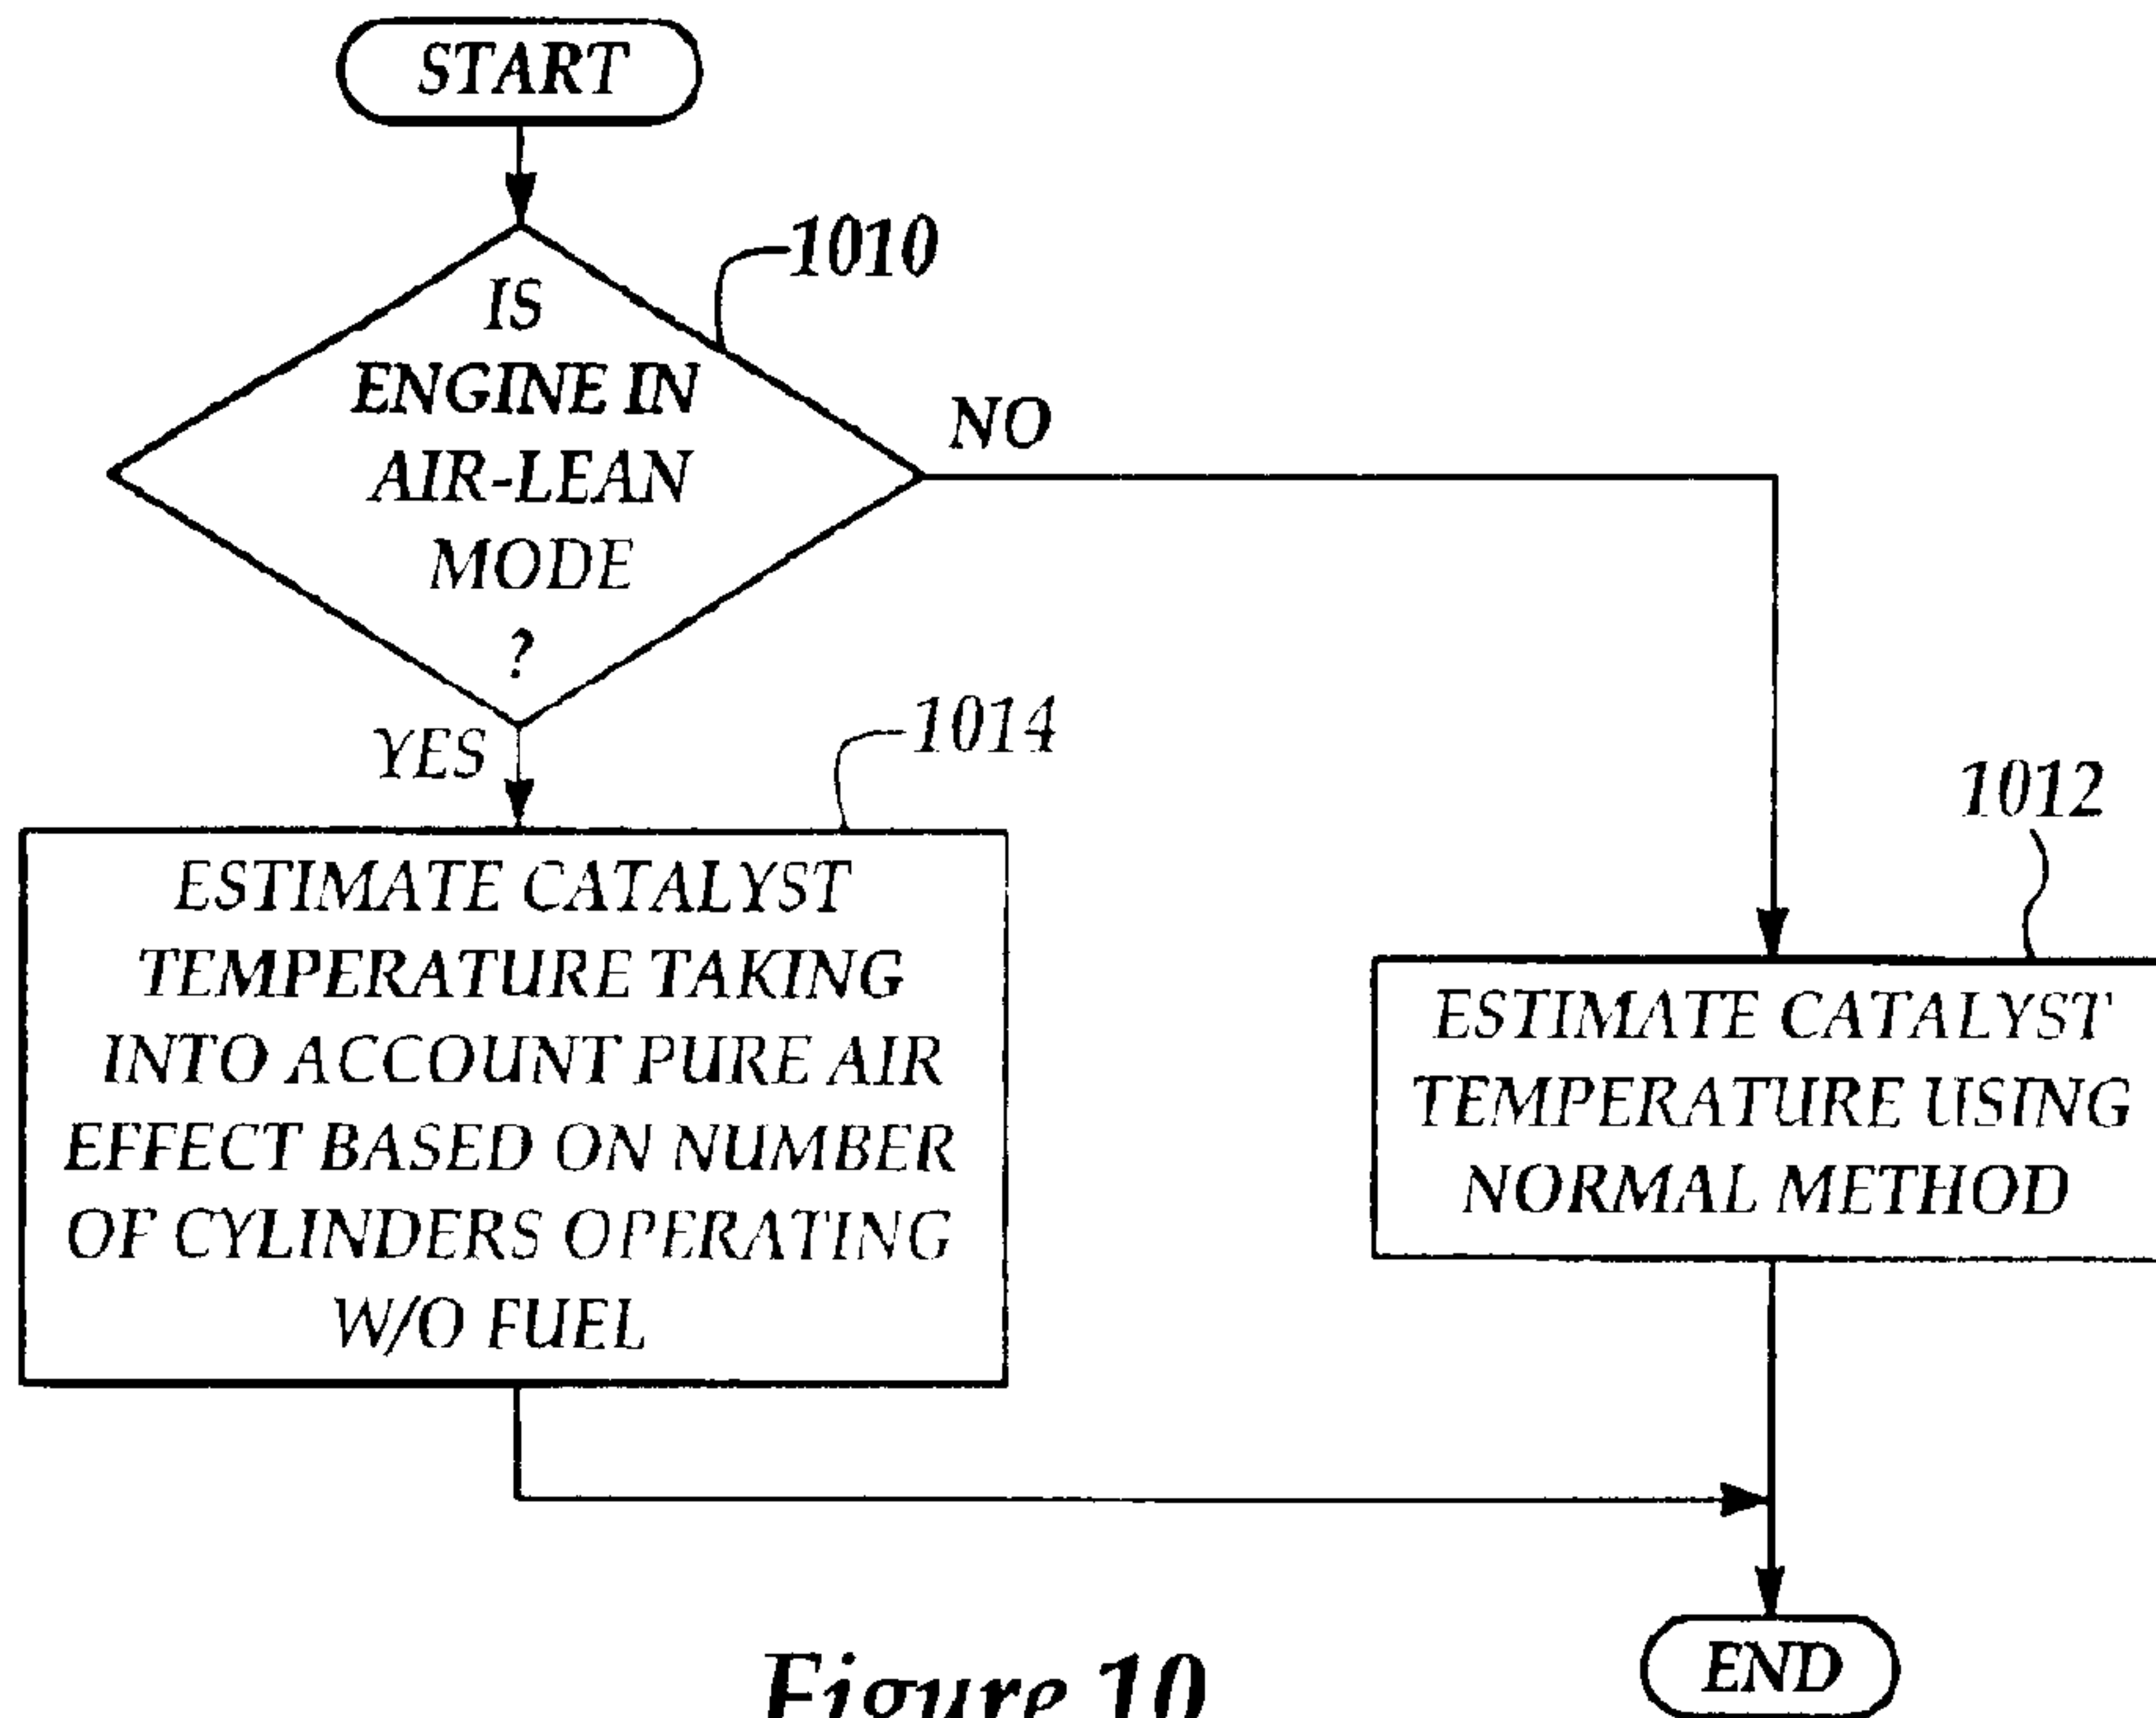 START
1010
IS
ENGINE IN
AIR-LEAN
MODE
?
NO
YES
1014
ESTIMATE CATALYST
TEMPERATURE TAKING
INTO ACCOUNT PURE AIR
EFFECT BASED ON NUMBER
OF CYLINDERS OPERATING
W/O FUEL
1012
ESTIMATE CATALYST
TEMPERATURE USING
NORMAL METHOD
END
Figure 10